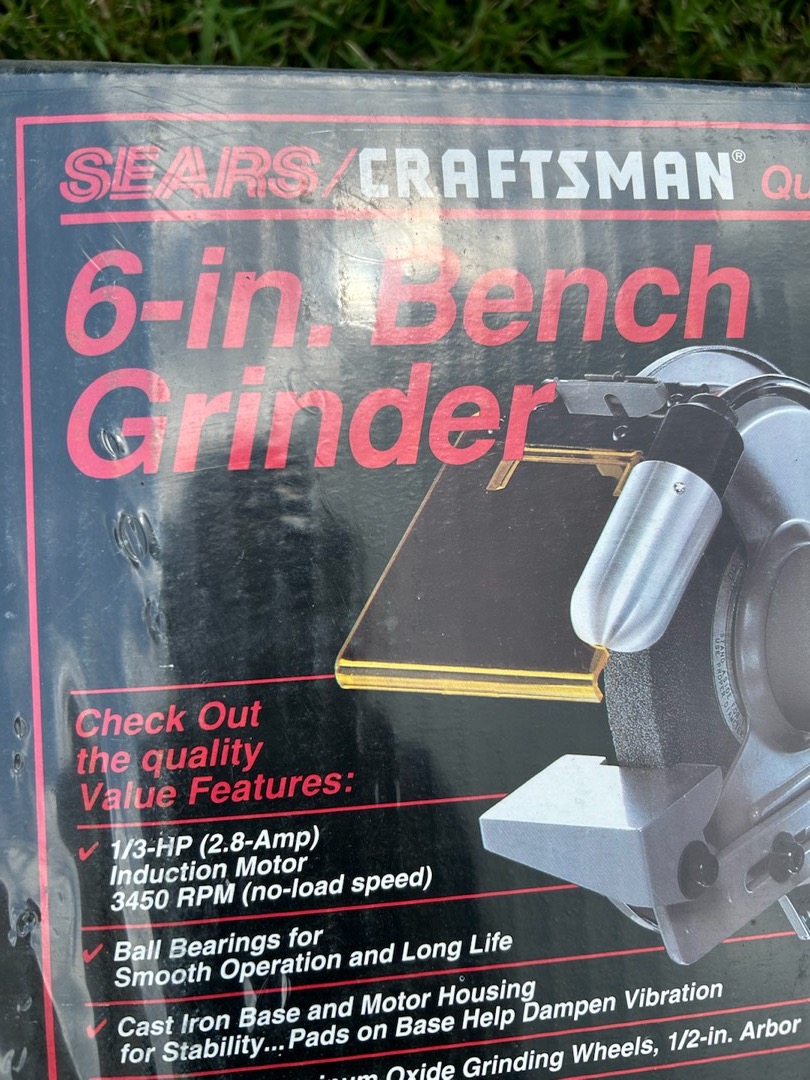 SEARS/CRAFTSMAN®
6-in. Bench
Grinder
Check Out
the quality
Value Features:
✓ 1/3-HP (2.8-Amp)
Induction Motor
3450 RPM (no-load speed)
✓ Ball Bearings for
Smooth Operation and Long Life
✓ Cast Iron Base and Motor Housing
for Stability...Pads on Base Help Dampen Vibration
Oxide Grinding Wheels, 1/2-in. Arbor